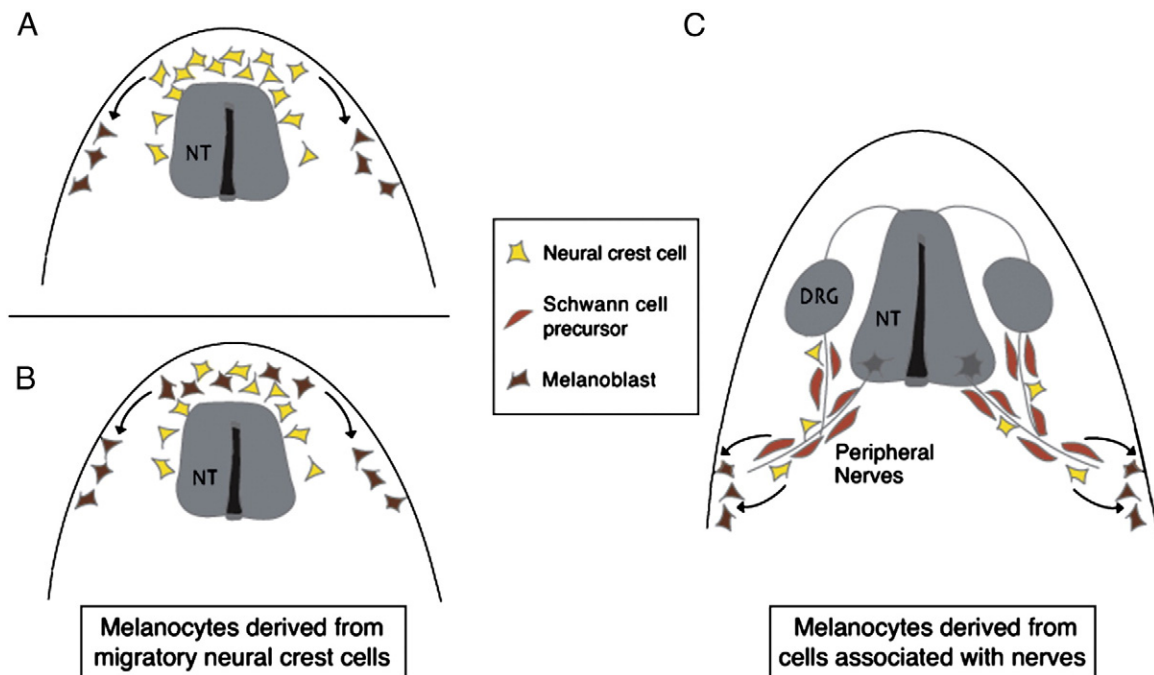 A
NT
B
NT
Melanocytes derived from
migratory neural crest cells
Neural crest cell
Schwann cell
precursor
Melanoblast
C
DRG
NT
Peripheral
Nerves
Melanocytes derived from
cells associated with nerves